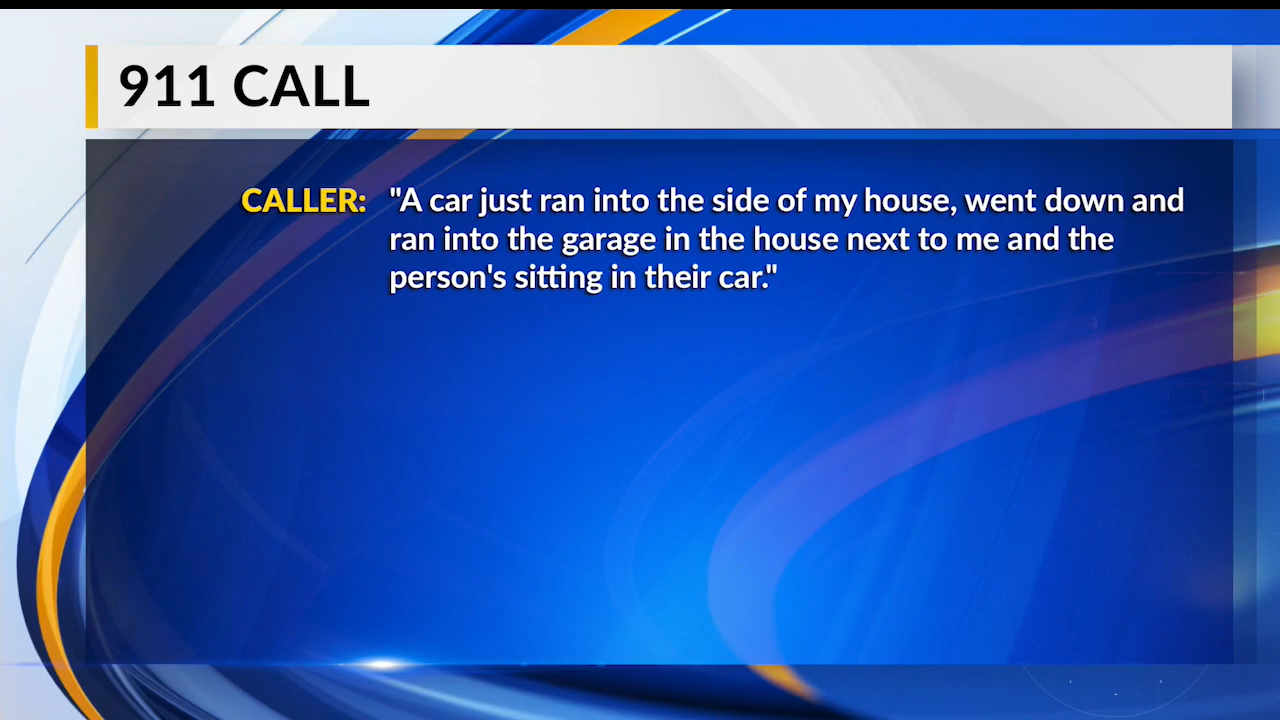 911 CALL
CALLER: "A car just ran into the side of my house, went down and
ran into the garage in the house next to me and the
person's sitting in their car."